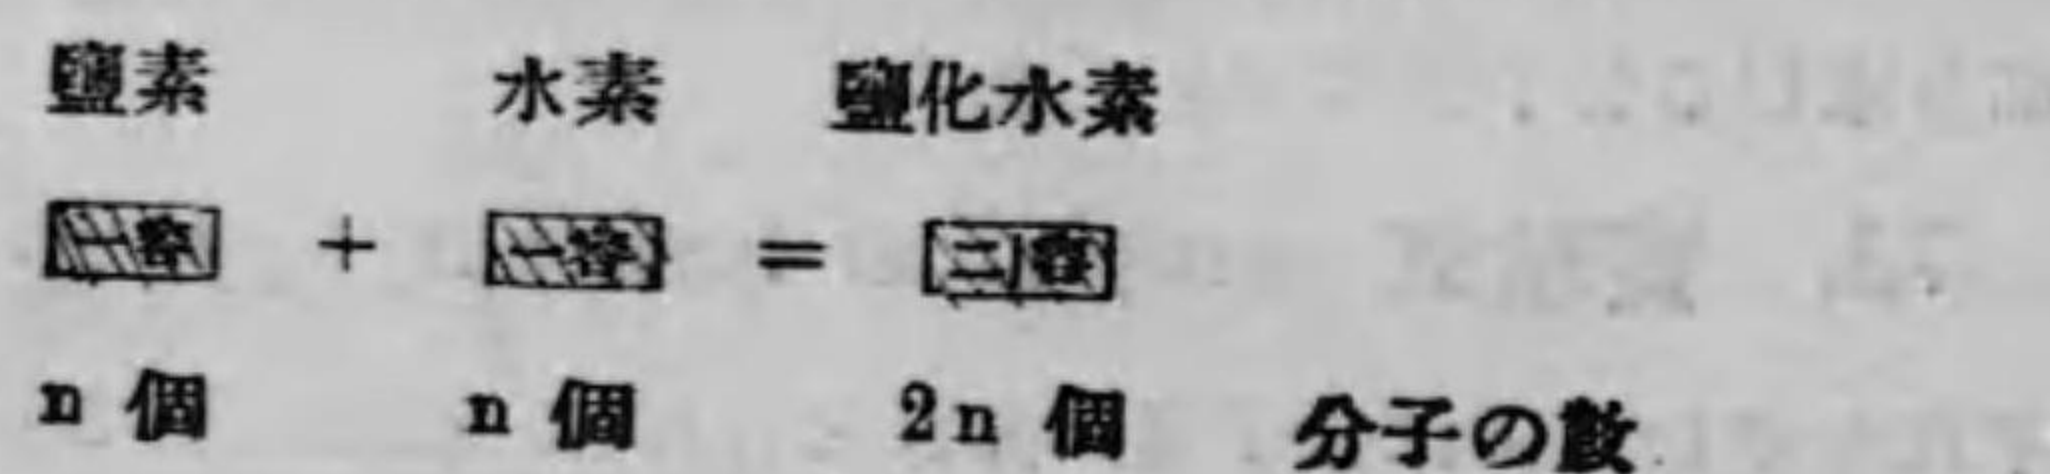 鹽素 水素 鹽化水素
一容 + 一容 = 二容
n 個 n 個 2n 個 分子の數